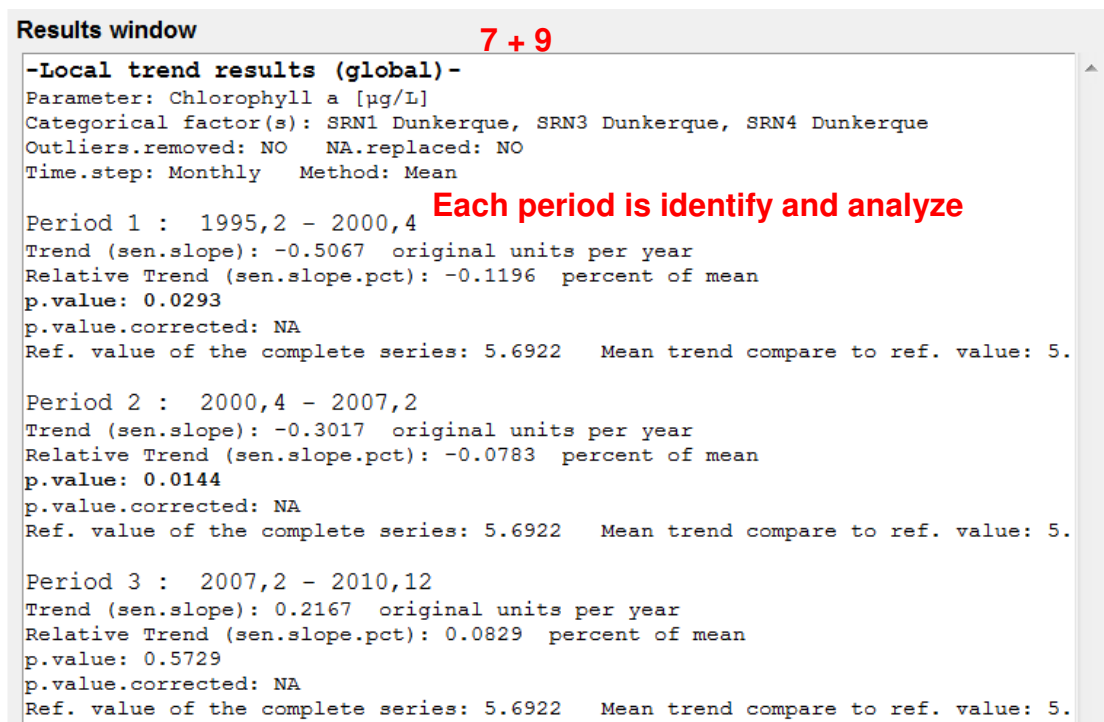 Results window
7 + 9
-Local trend results (global)-
Parameter: Chlorophyll a [µg/L]
Categorical factor(s): SRN1 Dunkerque, SRN3 Dunkerque, SRN4 Dunkerque
Outliers.removed: NO   NA.replaced: NO
Time.step: Monthly   Method: Mean
Each period is identify and analyze
Period 1 :  1995,2 - 2000,4
Trend (sen.slope): -0.5067  original units per year
Relative Trend (sen.slope.pct): -0.1196  percent of mean
p.value: 0.0293
p.value.corrected: NA
Ref. value of the complete series: 5.6922   Mean trend compare to ref. value: 5.
Period 2 :  2000,4 - 2007,2
Trend (sen.slope): -0.3017  original units per year
Relative Trend (sen.slope.pct): -0.0783  percent of mean
p.value: 0.0144
p.value.corrected: NA
Ref. value of the complete series: 5.6922   Mean trend compare to ref. value: 5.
Period 3 :  2007,2 - 2010,12
Trend (sen.slope): 0.2167  original units per year
Relative Trend (sen.slope.pct): 0.0829  percent of mean
p.value: 0.5729
p.value.corrected: NA
Ref. value of the complete series: 5.6922   Mean trend compare to ref. value: 5.